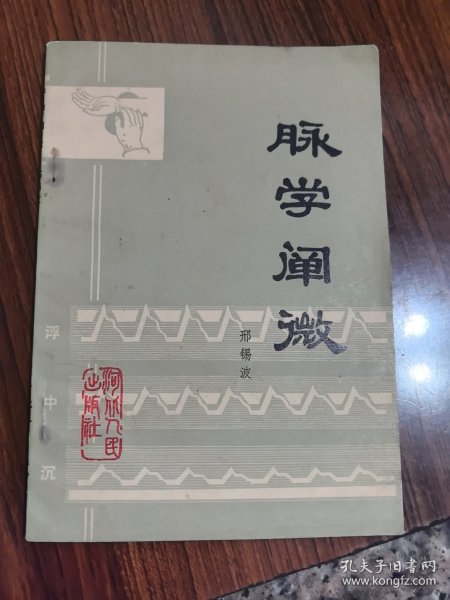 脉学阐微
邢锡波
浮
中
沉
河北人民
出版社
孔夫子旧书网
www.kongfz.com